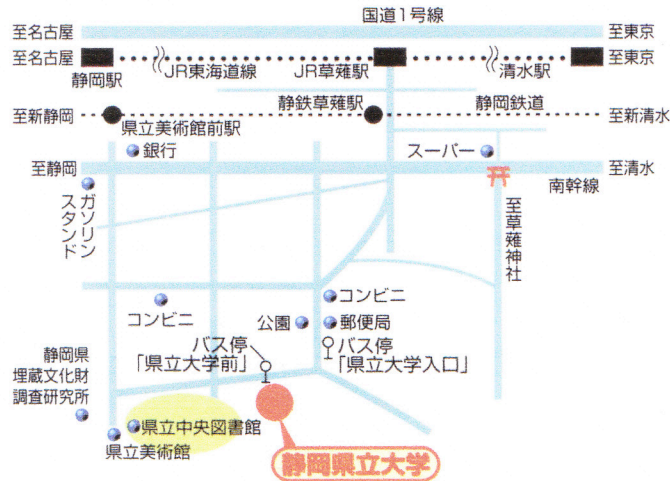 国道1号線
至名古屋
至東京
至名古屋
至東京
静岡駅
JR東海道線
JR草薙駅
清水駅
静鉄草薙駅
静岡鉄道
至新静岡
至新清水
県立美術館前駅
銀行
スーパー
至静岡
至清水
南幹線
ガソリン
スタンド
至草薙神社
コンビニ
コンビニ
公園
郵便局
バス停
「県立大学前」
バス停
「県立大学入口」
静岡県
埋蔵文化財
調査研究所
県立中央図書館
県立美術館
静岡県立大学